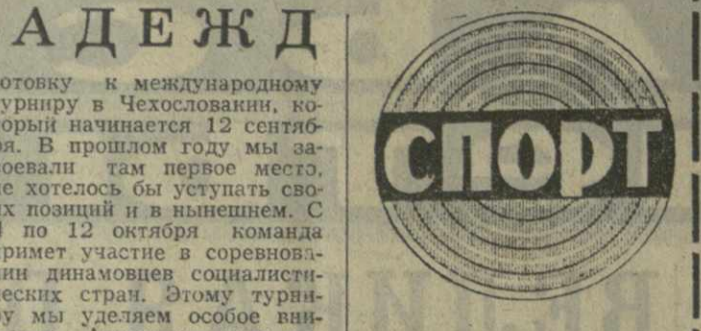 АДЕЖД
отовку к международному
урниру в Чехословакии, ко-
орый начинается 12 сентяб-
я. В прошлом году мы за-
оевали там первое место,
е хотелось бы уступать сво-
х позиций и в нынешнем. С
по 12 октября команда
римет участие в соревнова-
ии динамовцев социалисти-
еских стран. Этому турни-
у мы уделяем особое вни-
СПОРТ